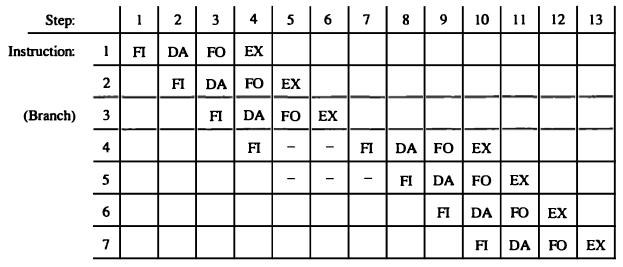 Step: 1 2 3 4 5 6 7 8 9 10 11 12 13
Instruction: 1 FI DA FO EX
2 FI DA FO EX
(Branch) 3 FI DA FO EX
4 FI – – FI DA FO EX
5 – – – FI DA FO EX
6 FI DA FO EX
7 FI DA FO EX